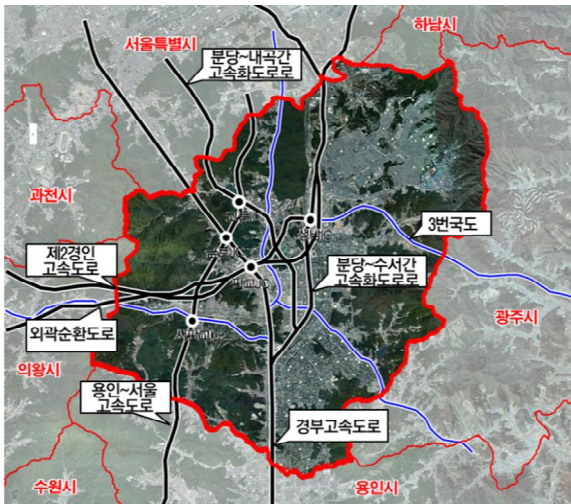 하남시
서울특별시
분당~내곡간
고속화도로로
과천시
3번국도
제2경인
고속도로
분당~수서간
고속화도로로
외곽순환도로
광주시
의왕시
용인~서울
고속도로
경부고속도로
수원시
용인시